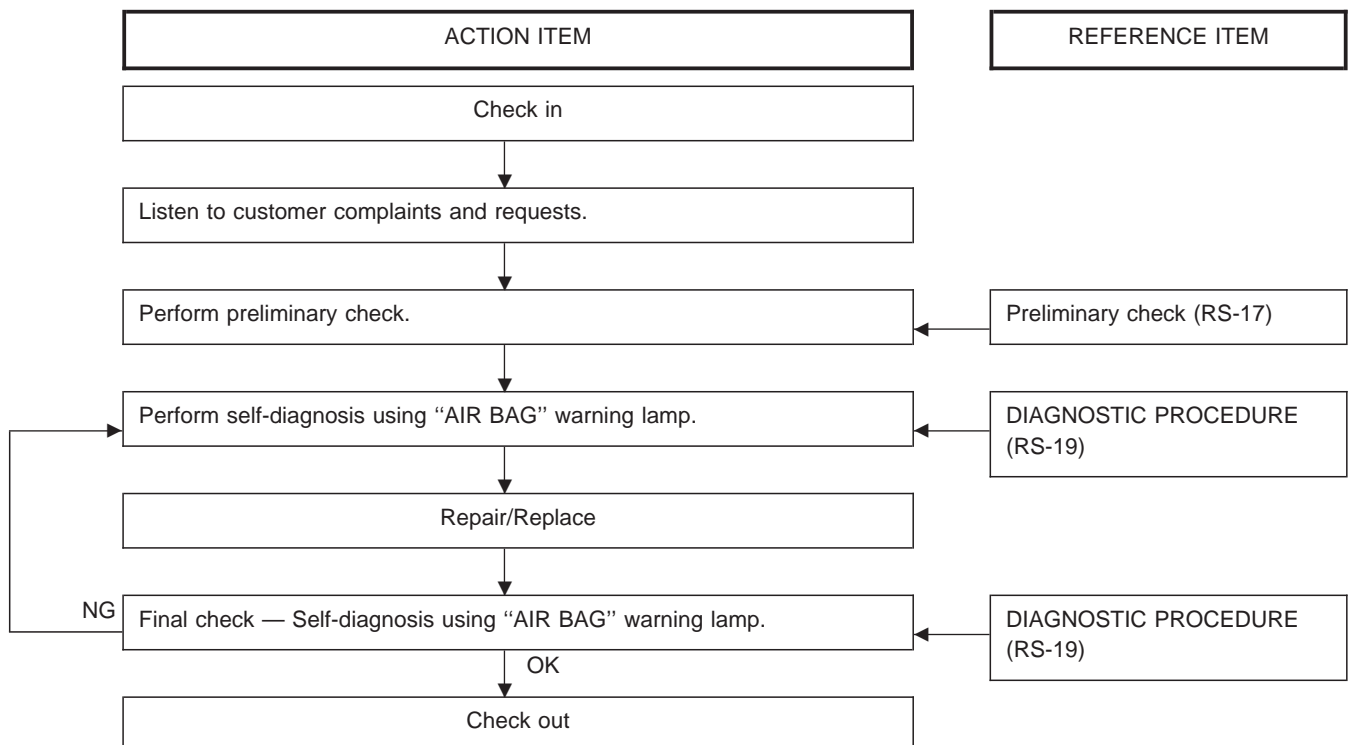 ACTION ITEM
REFERENCE ITEM
Check in
Listen to customer complaints and requests.
Perform preliminary check.
Preliminary check (RS-17)
Perform self-diagnosis using ‘‘AIR BAG’’ warning lamp.
DIAGNOSTIC PROCEDURE
(RS-19)
Repair/Replace
NG
Final check — Self-diagnosis using ‘‘AIR BAG’’ warning lamp.
DIAGNOSTIC PROCEDURE
(RS-19)
OK
Check out